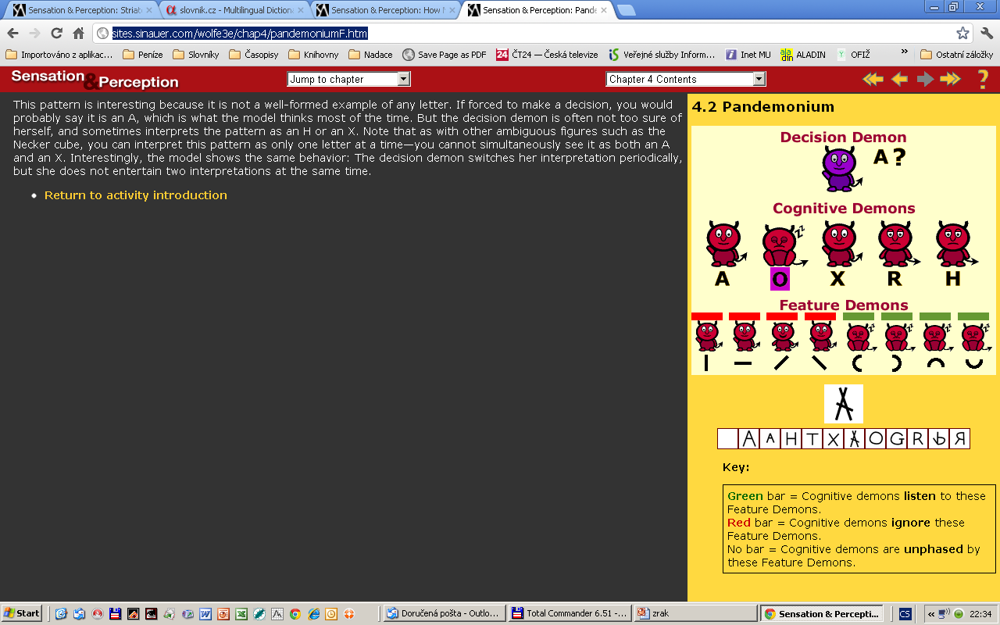 Sensation & Perception: Striat
slovnik.cz - Multilingual Dictiona
Sensation & Perception: How N
Sensation & Perception: Pande
sites.sinauer.com/wolfe3e/chap4/pandemoniumF.htm
Importováno z aplikac...
Peníze
Slovníky
Časopisy
Knihovny
Nadace
Save Page as PDF
24 ČT24 — Česká televize
Veřejné služby Inform...
Inet MU
ALADIN
OFIŽ
»
Ostatní záložky
Sensation & Perception
Jump to chapter
Chapter 4 Contents
?
This pattern is interesting because it is not a well-formed example of any letter. If forced to make a decision, you would
probably say it is an A, which is what the model thinks most of the time. But the decision demon is often not too sure of
herself, and sometimes interprets the pattern as an H or an X. Note that as with other ambiguous figures such as the
Necker cube, you can interpret this pattern as only one letter at a time—you cannot simultaneously see it as both an A
and an X. Interestingly, the model shows the same behavior: The decision demon switches her interpretation periodically,
but she does not entertain two interpretations at the same time.
• Return to activity introduction
4.2 Pandemonium
Decision Demon
A ?
Cognitive Demons
A O X R H
Feature Demons
A A H T X A O G R Я
Key:
Green bar = Cognitive demons listen to these
Feature Demons.
Red bar = Cognitive demons ignore these
Feature Demons.
No bar = Cognitive demons are unphased by
these Feature Demons.
Start
Doručená pošta - Outlo...
Total Commander 6.51 -...
zrak
Sensation & Percepti...
CS
«
22:34